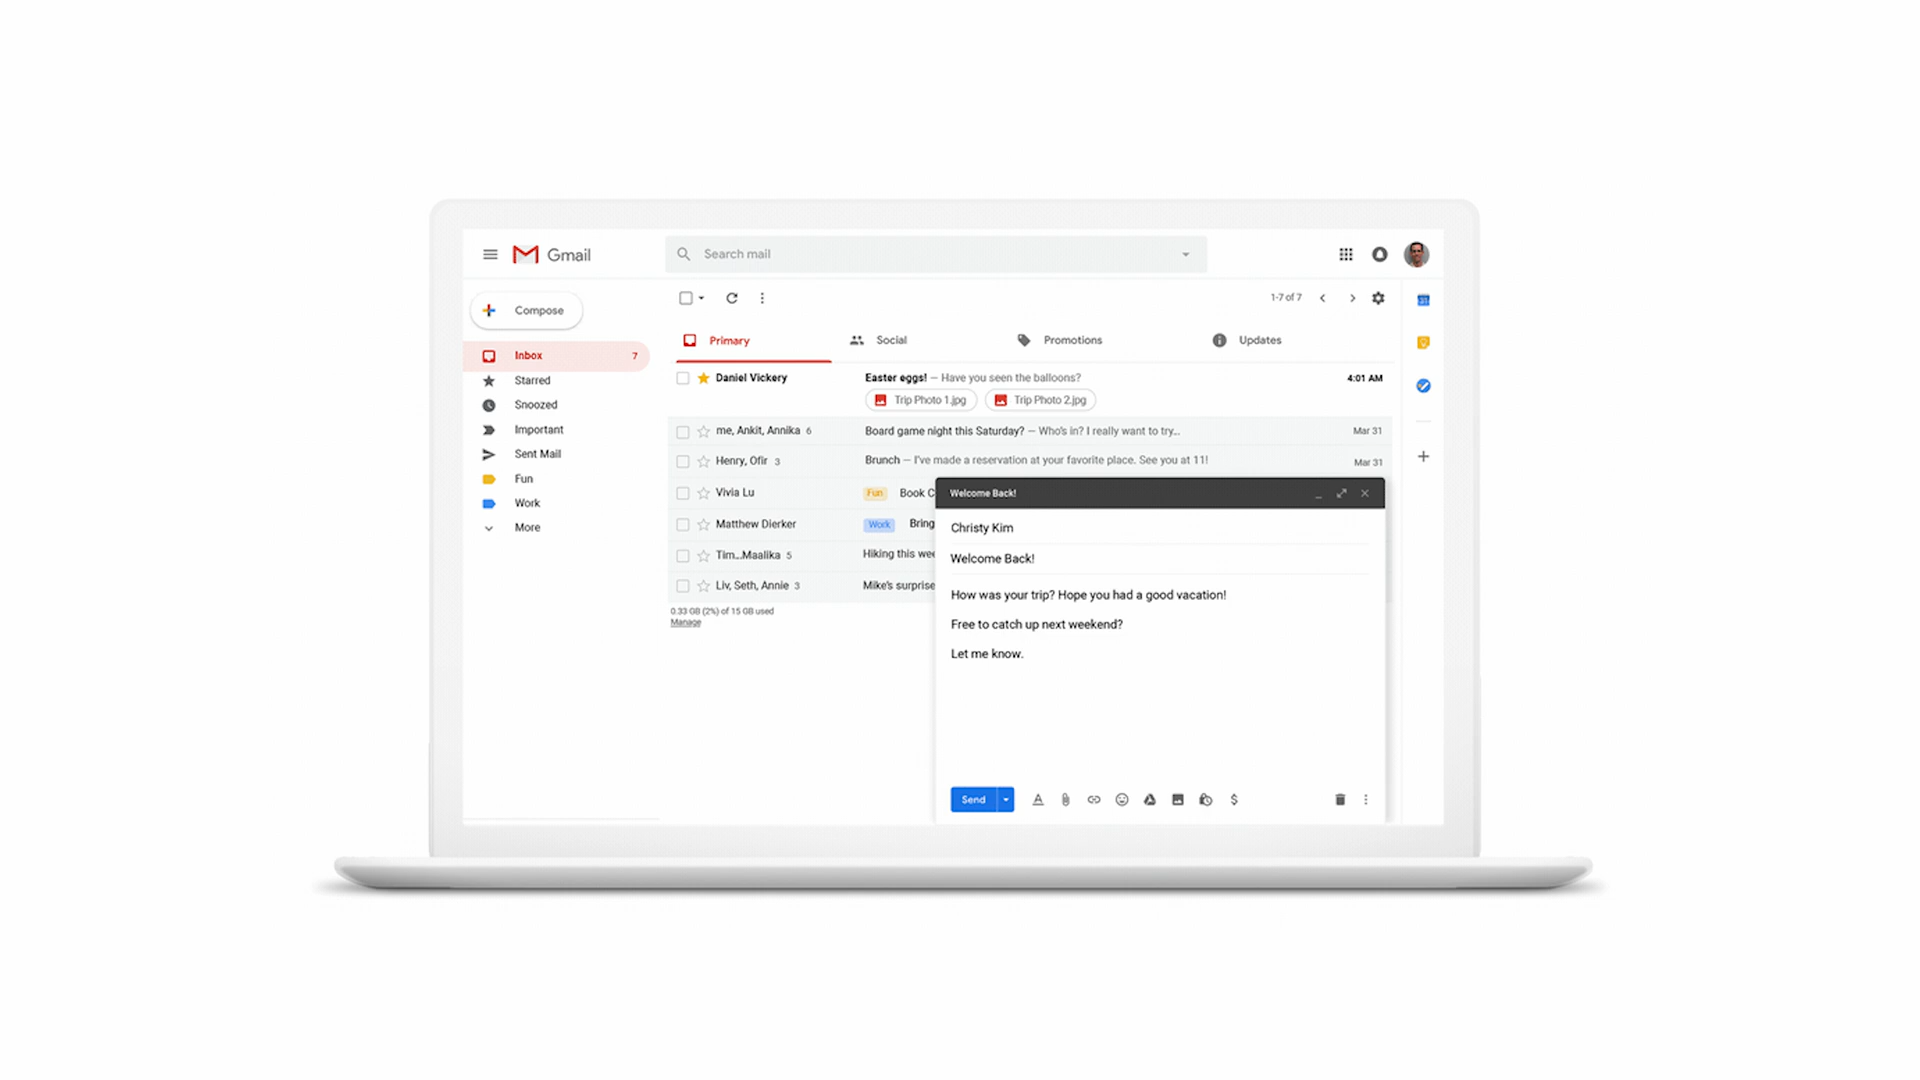 Gmail
Search mail
Compose
1-7 of 7
Inbox 7
Starred
Snoozed
Important
Sent Mail
Fun
Work
More
Primary Social Promotions Updates
Daniel Vickery Easter eggs! — Have you seen the balloons? 4:01 AM
Trip Photo 1.jpg Trip Photo 2.jpg
me, Ankit, Annika 6 Board game night this Saturday? — Who's in? I really want to try... Mar 31
Henry, Ofir 3 Brunch — I've made a reservation at your favorite place. See you at 11! Mar 31
Vivia Lu Fun Book C
Matthew Dierker Work Bring
Tim...Maalika 5 Hiking this wee
Liv, Seth, Annie 3 Mike's surprise
0.33 GB (2%) of 15 GB used
Manage
Welcome Back!
Christy Kim
Welcome Back!
How was your trip? Hope you had a good vacation!
Free to catch up next weekend?
Let me know.
Send
31